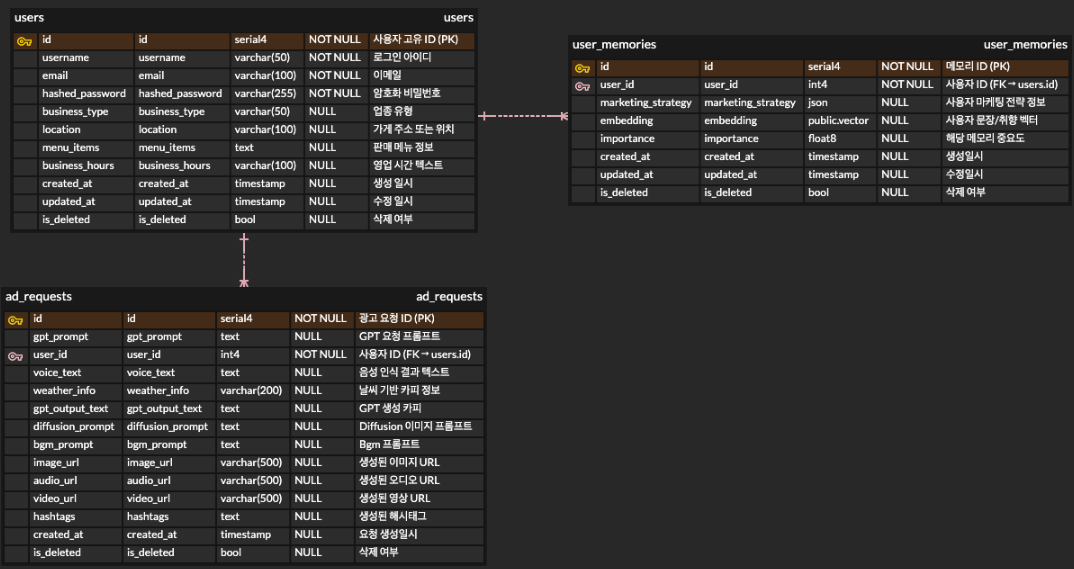 users users
id id serial4 NOT NULL 사용자 고유 ID (PK)
username username varchar(50) NOT NULL 로그인 아이디
email email varchar(100) NOT NULL 이메일
hashed_password hashed_password varchar(255) NOT NULL 암호화 비밀번호
business_type business_type varchar(50) NULL 업종 유형
location location varchar(100) NULL 가게 주소 또는 위치
menu_items menu_items text NULL 판매 메뉴 정보
business_hours business_hours varchar(100) NULL 영업 시간 텍스트
created_at created_at timestamp NULL 생성 일시
updated_at updated_at timestamp NULL 수정 일시
is_deleted is_deleted bool NULL 삭제 여부
user_memories user_memories
id id serial4 NOT NULL 메모리 ID (PK)
user_id user_id int4 NOT NULL 사용자 ID (FK → users.id)
marketing_strategy marketing_strategy json NULL 사용자 마케팅 전략 정보
embedding embedding public.vector NULL 사용자 문장/취향 벡터
importance importance float8 NULL 해당 메모리 중요도
created_at created_at timestamp NULL 생성일시
updated_at updated_at timestamp NULL 수정일시
is_deleted is_deleted bool NULL 삭제 여부
ad_requests ad_requests
id id serial4 NOT NULL 광고 요청 ID (PK)
gpt_prompt gpt_prompt text NULL GPT 요청 프롬프트
user_id user_id int4 NOT NULL 사용자 ID (FK → users.id)
voice_text voice_text text NULL 음성 인식 결과 텍스트
weather_info weather_info varchar(200) NULL 날씨 기반 카피 정보
gpt_output_text gpt_output_text text NULL GPT 생성 카피
diffusion_prompt diffusion_prompt text NULL Diffusion 이미지 프롬프트
bgm_prompt bgm_prompt text NULL Bgm 프롬프트
image_url image_url varchar(500) NULL 생성된 이미지 URL
audio_url audio_url varchar(500) NULL 생성된 오디오 URL
video_url video_url varchar(500) NULL 생성된 영상 URL
hashtags hashtags text NULL 생성된 해시태그
created_at created_at timestamp NULL 요청 생성일시
is_deleted is_deleted bool NULL 삭제 여부